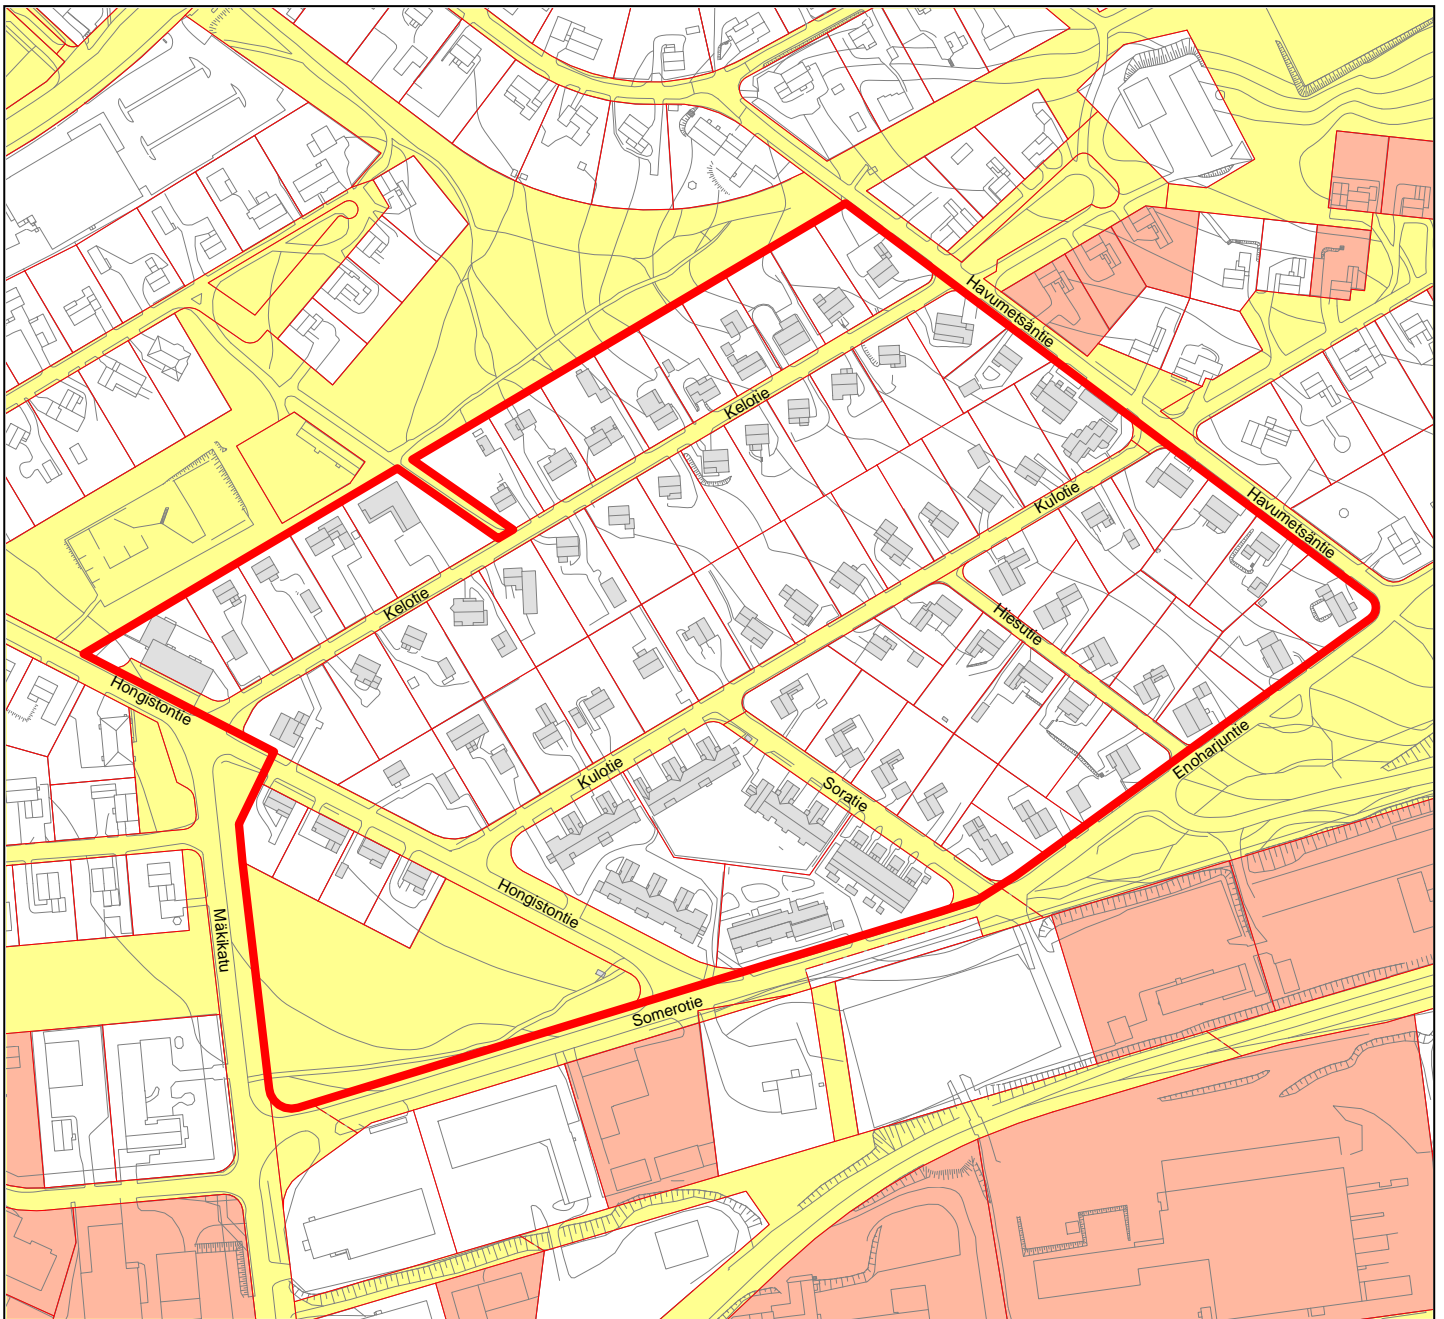 Havumetsäntie
Kelotie
Kulotie
Havumetsäntie
Kelotie
Hiesutie
Hongistontie
Enoharjuntie
Kulotie
Soratie
Hongistontie
Mäkikatu
Somerotie